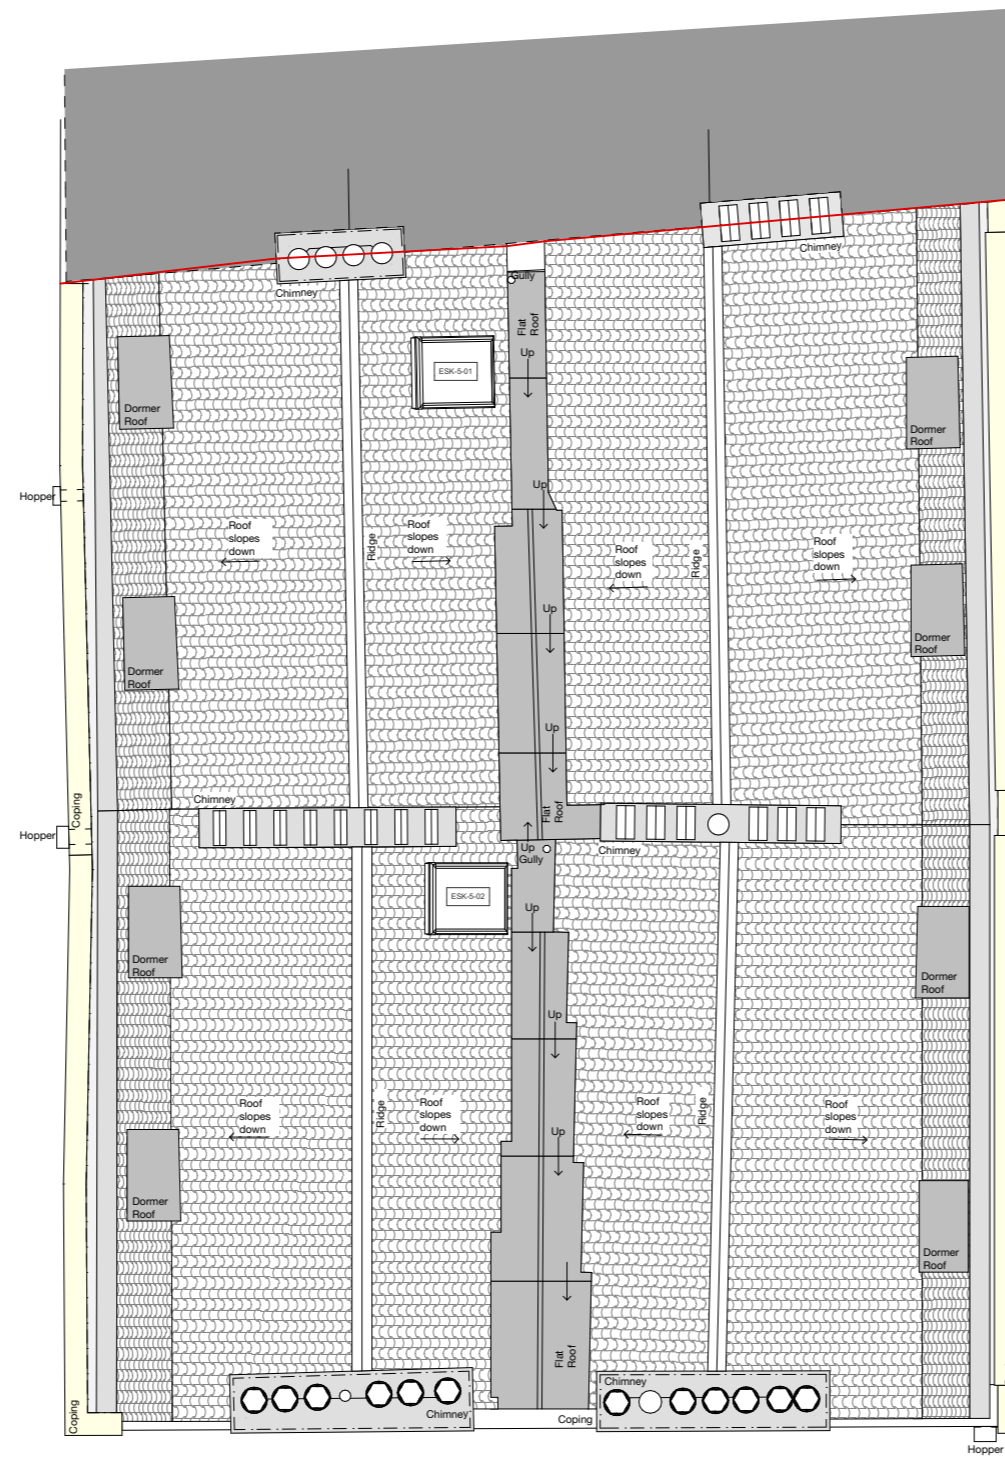 Chimney
Chimney
Gully
Flat
Roof
Up
ESK-5-01
Dormer
Roof
Dormer
Roof
Up
Hopper
Roof
slopes
down
Ridge
Roof
slopes
down
Roof
slopes
down
Ridge
Roof
slopes
down
Up
Dormer
Roof
Dormer
Roof
Up
Coping
Chimney
Flat
Roof
Hopper
Up
Gully
Chimney
ESK-5-02
Up
Dormer
Roof
Dormer
Roof
Up
Roof
slopes
down
Ridge
Roof
slopes
down
Roof
slopes
down
Ridge
Roof
slopes
down
Up
Dormer
Roof
Dormer
Roof
Flat
Roof
Chimney
Coping
Chimney
Coping
Hopper